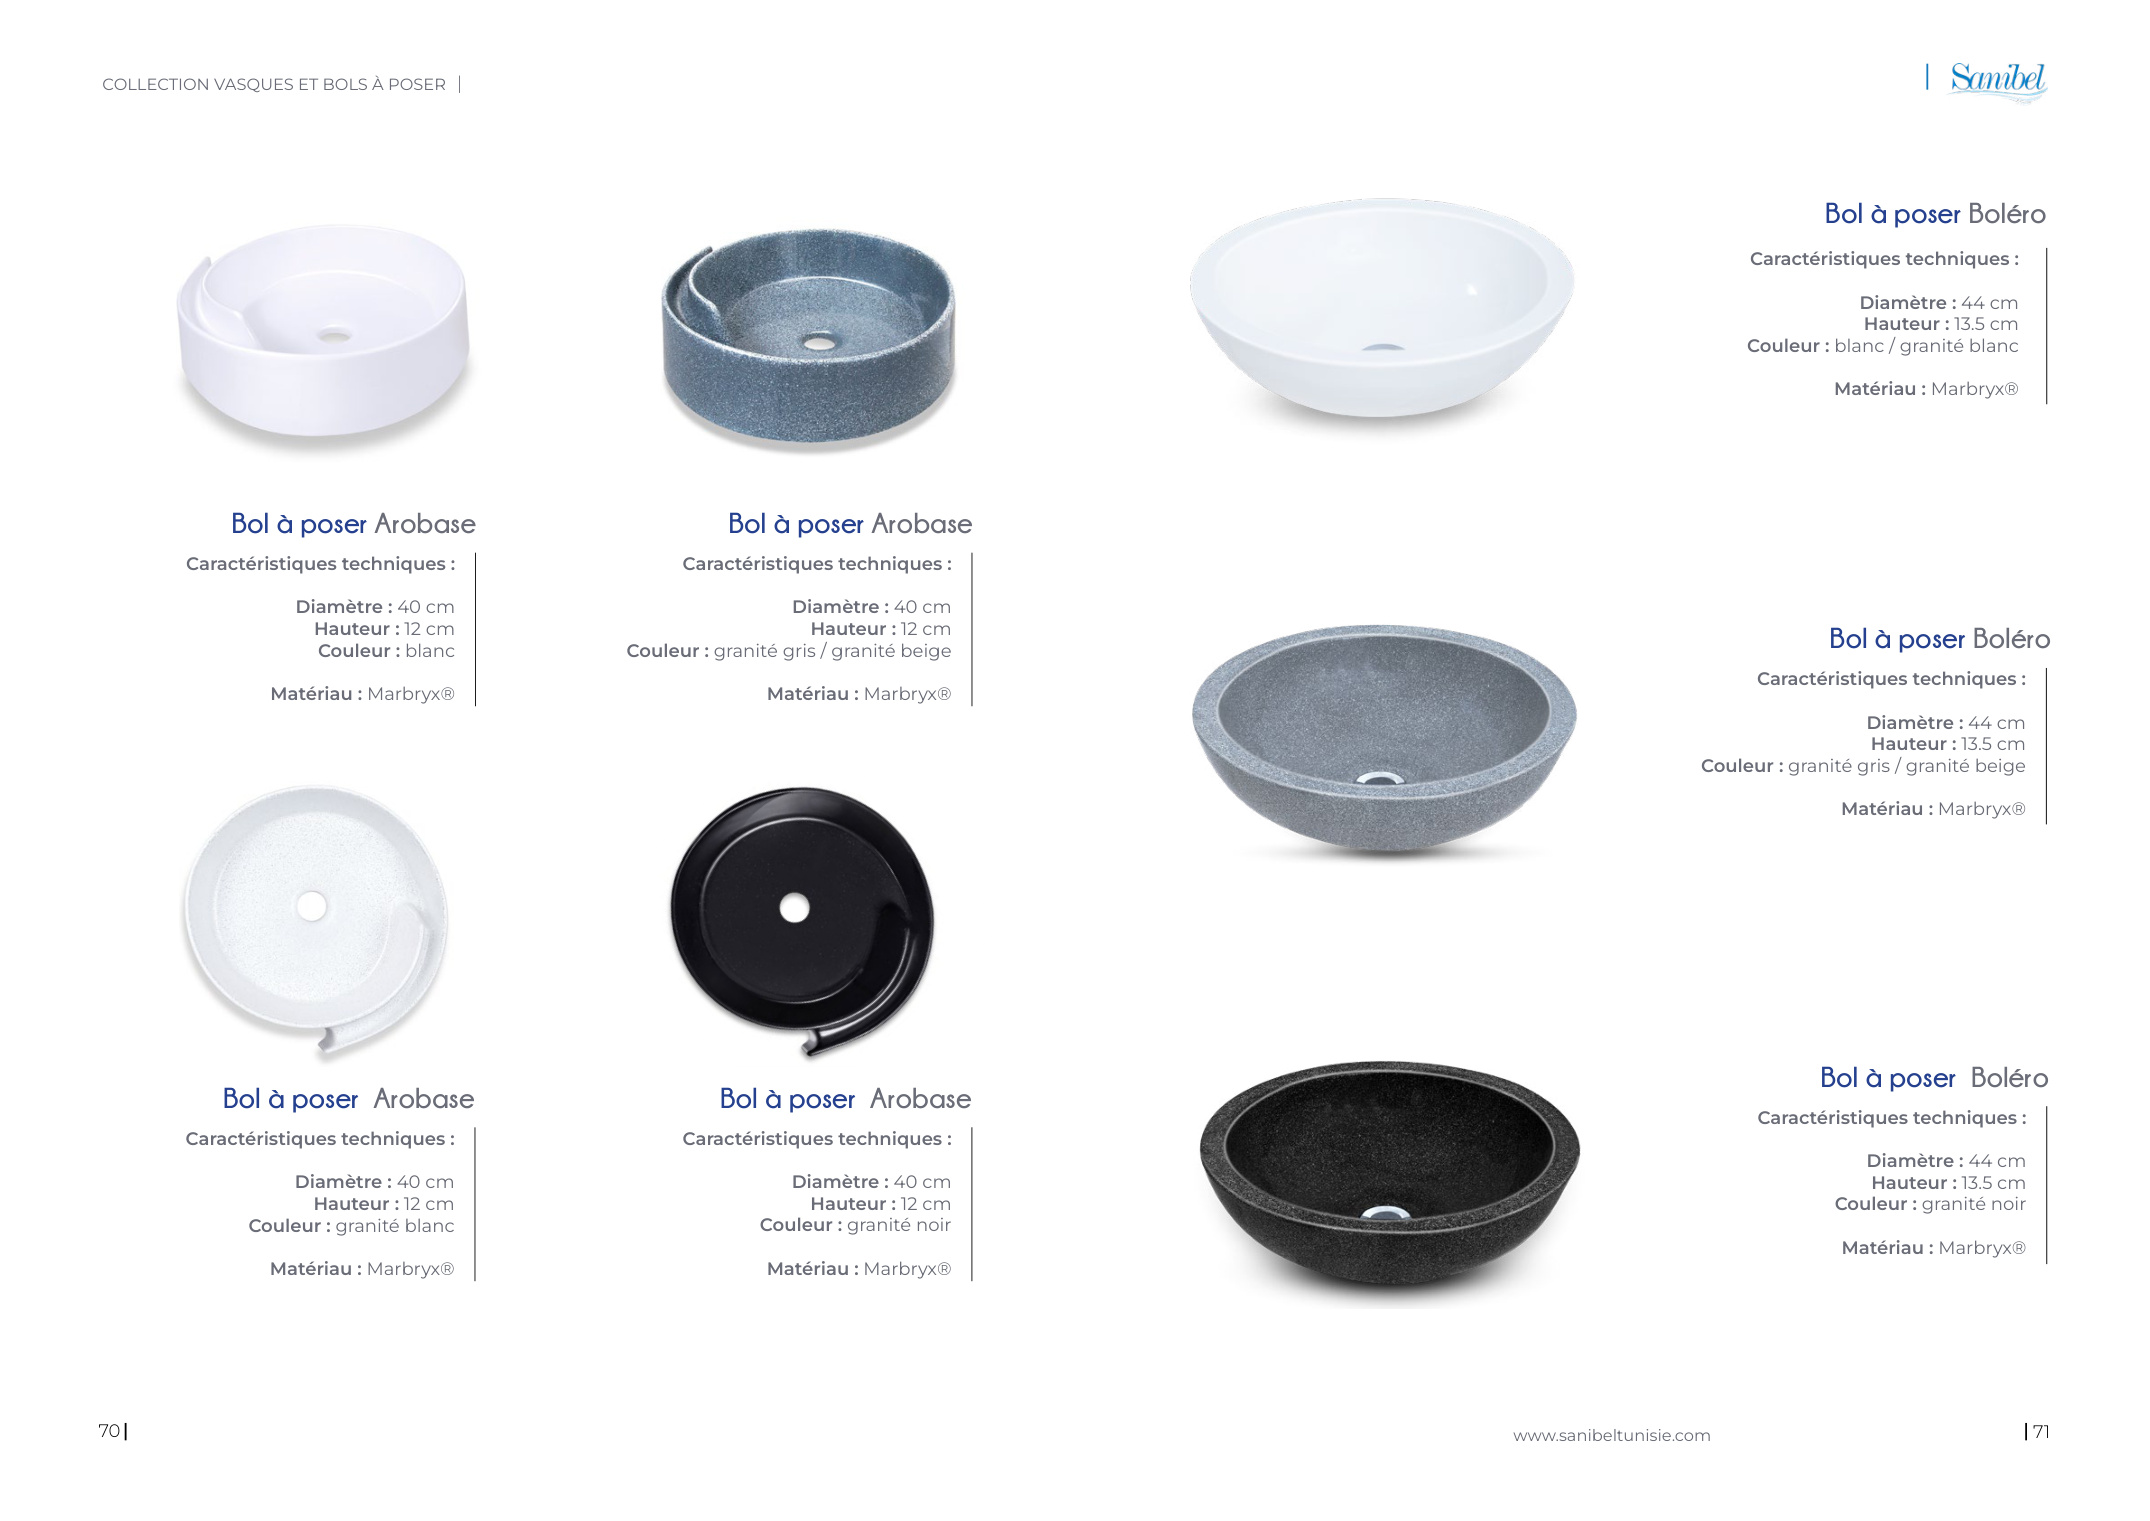 COLLECTION VASQUES ET BOLS À POSER |
| Sanibel
Bol à poser Arobase
Caractéristiques techniques :
Diamètre : 40 cm
Hauteur : 12 cm
Couleur : blanc
Matériau : Marbryx®
Bol à poser Arobase
Caractéristiques techniques :
Diamètre : 40 cm
Hauteur : 12 cm
Couleur : granité gris / granité beige
Matériau : Marbryx®
Bol à poser Arobase
Caractéristiques techniques :
Diamètre : 40 cm
Hauteur : 12 cm
Couleur : granité blanc
Matériau : Marbryx®
Bol à poser Arobase
Caractéristiques techniques :
Diamètre : 40 cm
Hauteur : 12 cm
Couleur : granité noir
Matériau : Marbryx®
Bol à poser Boléro
Caractéristiques techniques :
Diamètre : 44 cm
Hauteur : 13.5 cm
Couleur : blanc / granité blanc
Matériau : Marbryx®
Bol à poser Boléro
Caractéristiques techniques :
Diamètre : 44 cm
Hauteur : 13.5 cm
Couleur : granité gris / granité beige
Matériau : Marbryx®
Bol à poser Boléro
Caractéristiques techniques :
Diamètre : 44 cm
Hauteur : 13.5 cm
Couleur : granité noir
Matériau : Marbryx®
70 |
www.sanibeltunisie.com
| 71